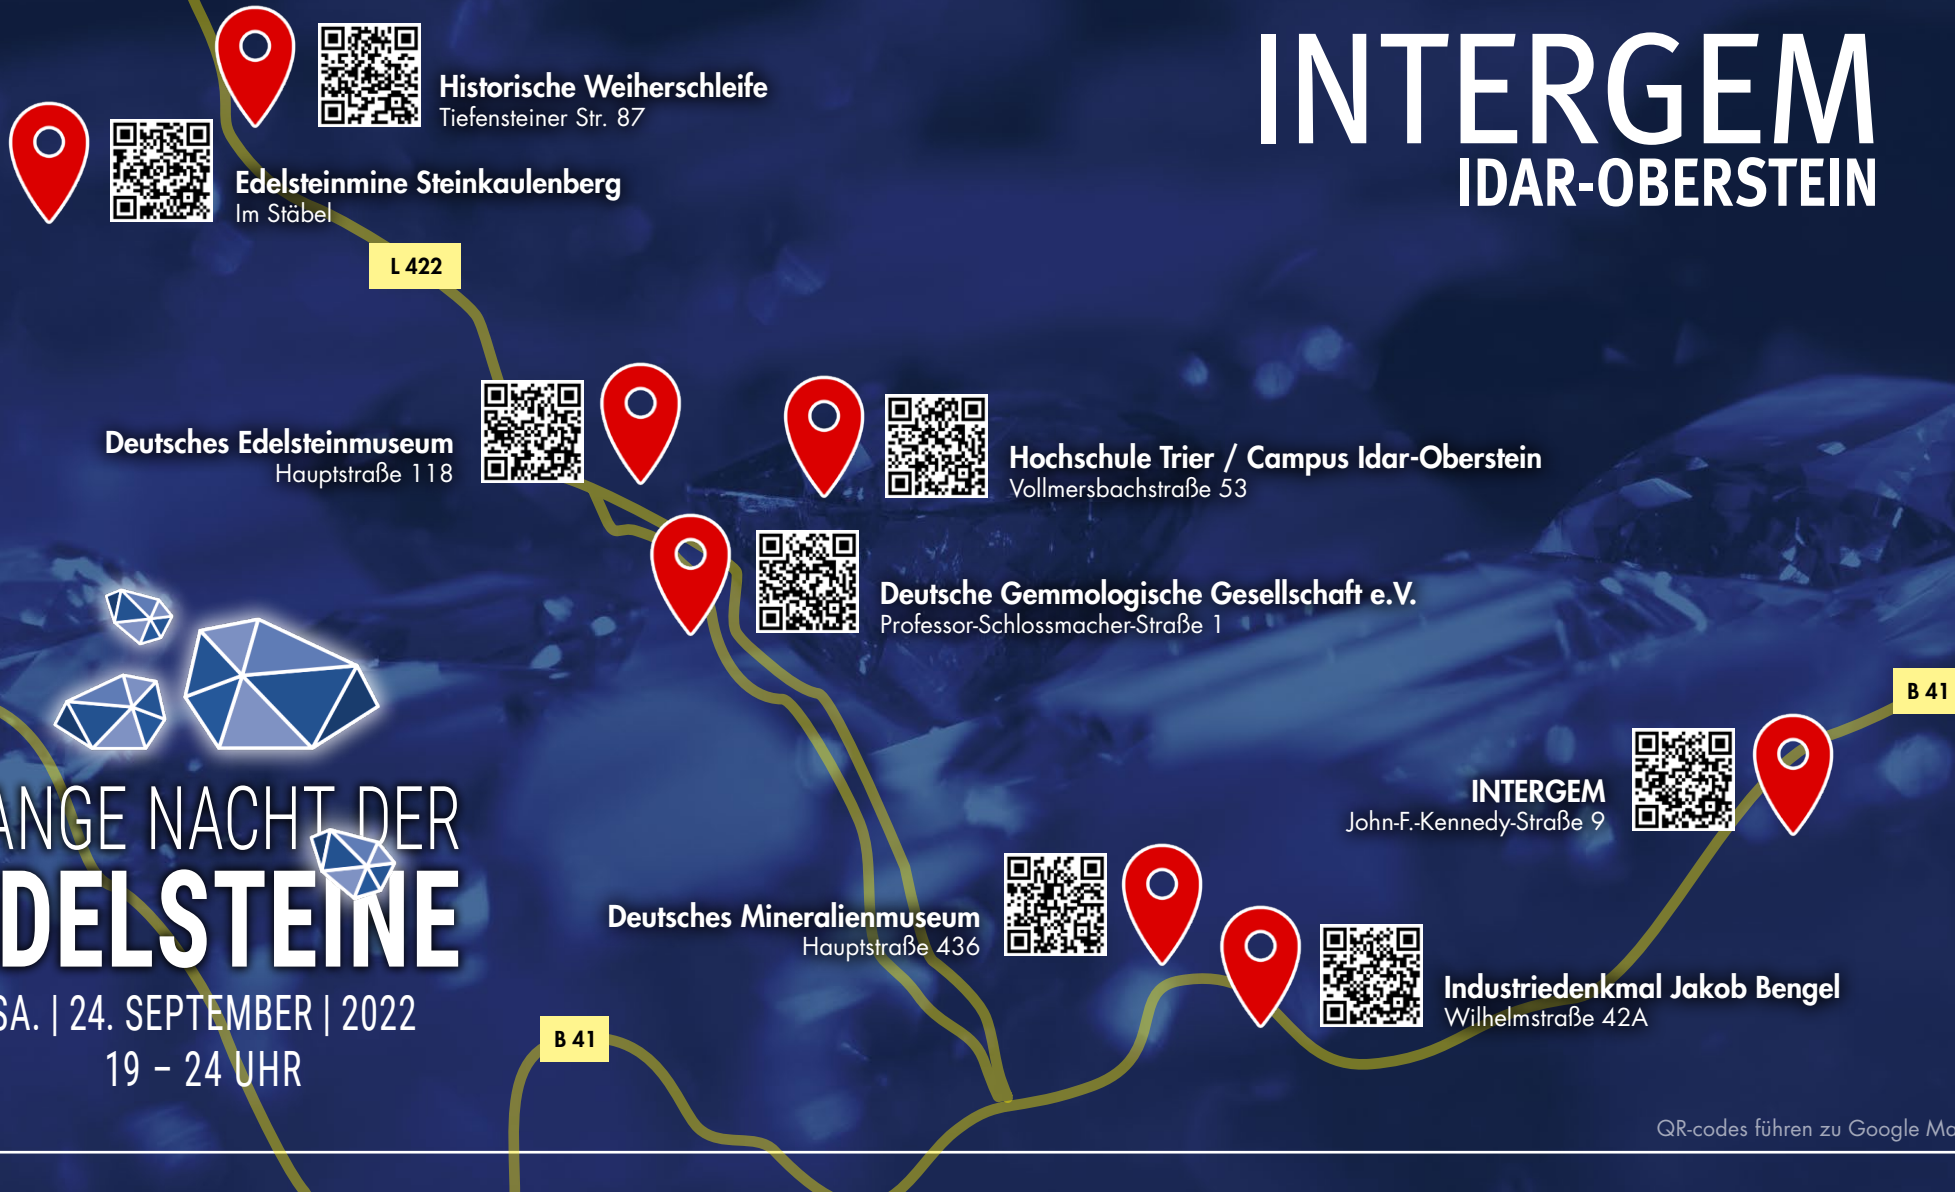 INTERGEM
IDAR-OBERSTEIN
Historische Weiherschleife
Tiefensteiner Str. 87
Edelsteinmine Steinkaulenberg
Im Stäbel
L 422
Deutsches Edelsteinmuseum
Hauptstraße 118
Hochschule Trier / Campus Idar-Oberstein
Vollmersbachstraße 53
Deutsche Gemmologische Gesellschaft e.V.
Professor-Schlossmacher-Straße 1
B 41
INTERGEM
John-F.-Kennedy-Straße 9
ANGE NACHT DER
DELSTEINE
SA. | 24. SEPTEMBER | 2022
19 – 24 UHR
Deutsches Mineralienmuseum
Hauptstraße 436
Industriedenkmal Jakob Bengel
Wilhelmstraße 42A
B 41
QR-codes führen zu Google Ma